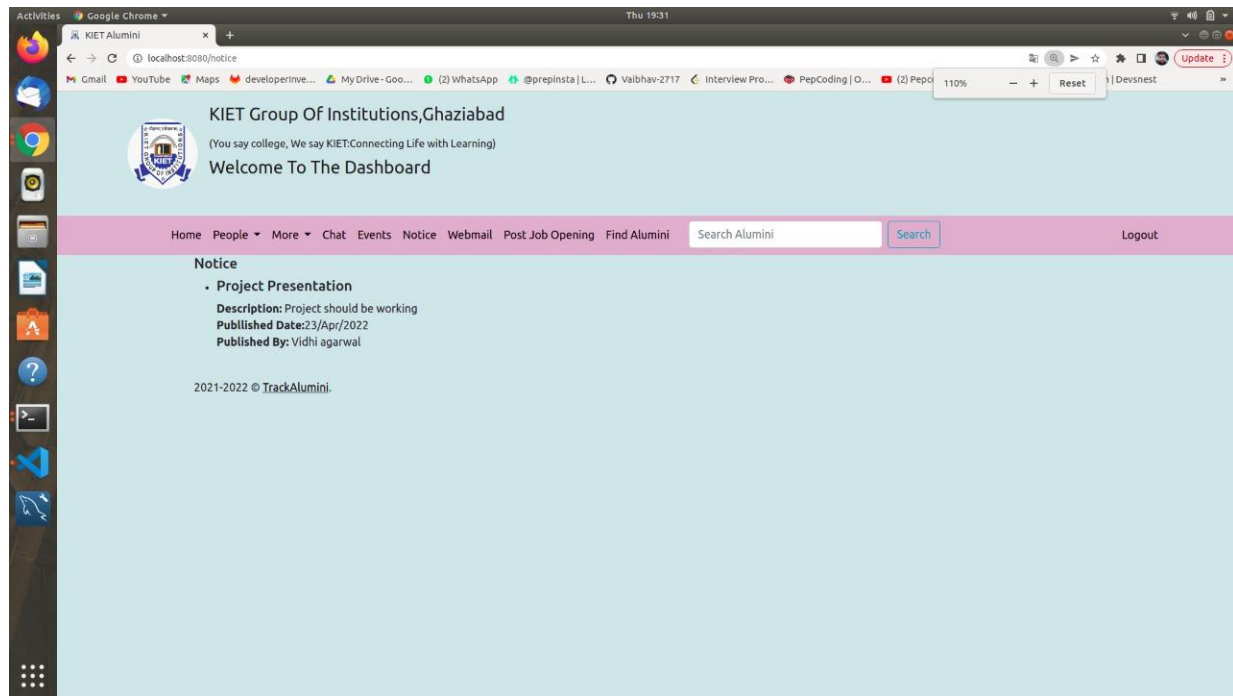 Activities Google Chrome Thu 19:31
KIET Alumini
localhost:8080/notice
Update
Gmail YouTube Maps developerInve... My Drive - Goo... (2) WhatsApp @prepinsta | L... Vaibhav-2717 Interview Pro... PepCoding | O... (2) Pepco | Devsnest
110% Reset
KIET Group Of Institutions,Ghaziabad
(You say college, We say KIET:Connecting Life with Learning)
Welcome To The Dashboard
KIET
Home People More Chat Events Notice Webmail Post Job Opening Find Alumini Search Alumini Search Logout
Notice
• Project Presentation
Description: Project should be working
Publlished Date:23/Apr/2022
Published By: Vidhi agarwal
2021-2022 © TrackAlumini.